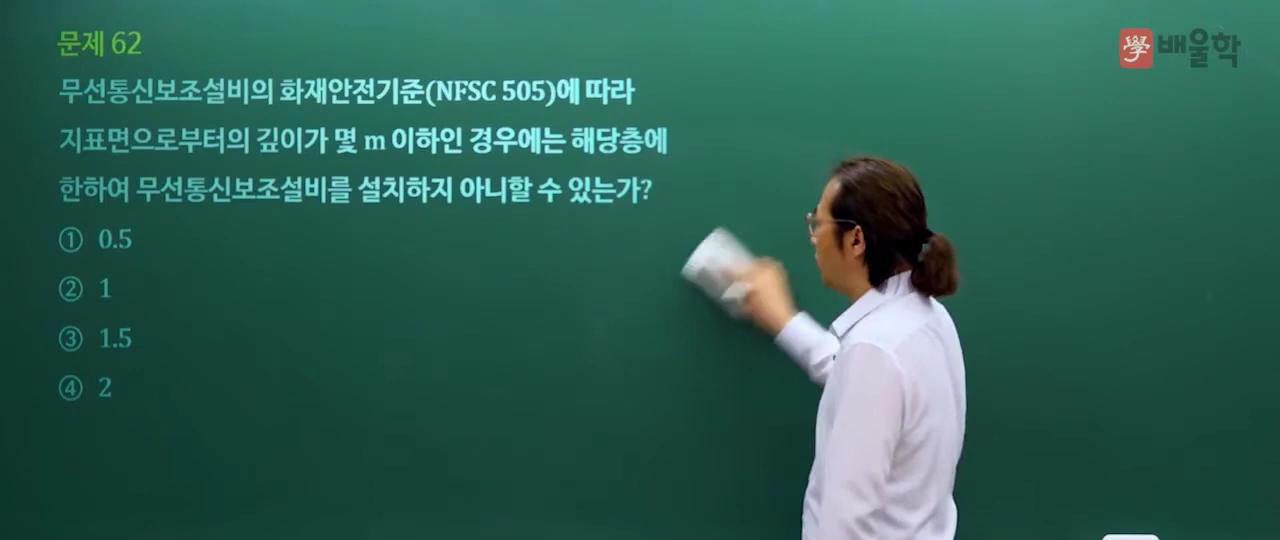 문제 62
學 배울학
무선통신보조설비의 화재안전기준(NFSC 505)에 따라
지표면으로부터의 깊이가 몇 m 이하인 경우에는 해당층에
한하여 무선통신보조설비를 설치하지 아니할 수 있는가?
① 0.5
② 1
③ 1.5
④ 2